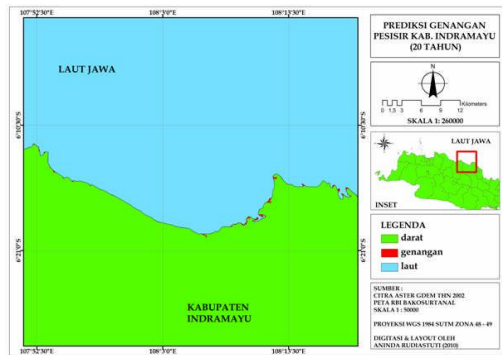 107°52'30"E
108°3'0"E
108°13'30"E
LAUT JAWA
6°10'30"S
6°10'30"S
6°21'0"S
6°21'0"S
KABUPATEN
INDRAMAYU
107°52'30"E
108°3'0"E
108°13'30"E
PREDIKSI GENANGAN
PESISIR KAB. INDRAMAYU
(20 TAHUN)
N
0 1,5 3 6 9 12
Kilometers
SKALA 1: 260000
LAUT JAWA
INSET
LEGENDA
darat
genangan
laut
SUMBER :
CITRA ASTER GDEM THN 2002
PETA RBI BAKOSURTANAL
SKALA 1 : 50000
PROYEKSI WGS 1984 SUTM ZONA 48 - 49
DIGITASI & LAYOUT OLEH
ANINDA RUDIASTUTI (2010)